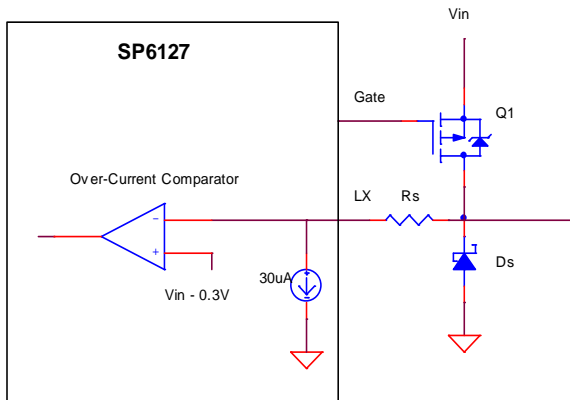 Vin
SP6127
Gate
Q1
Over-Current Comparator
LX
Rs
−
+
30uA
Ds
Vin - 0.3V